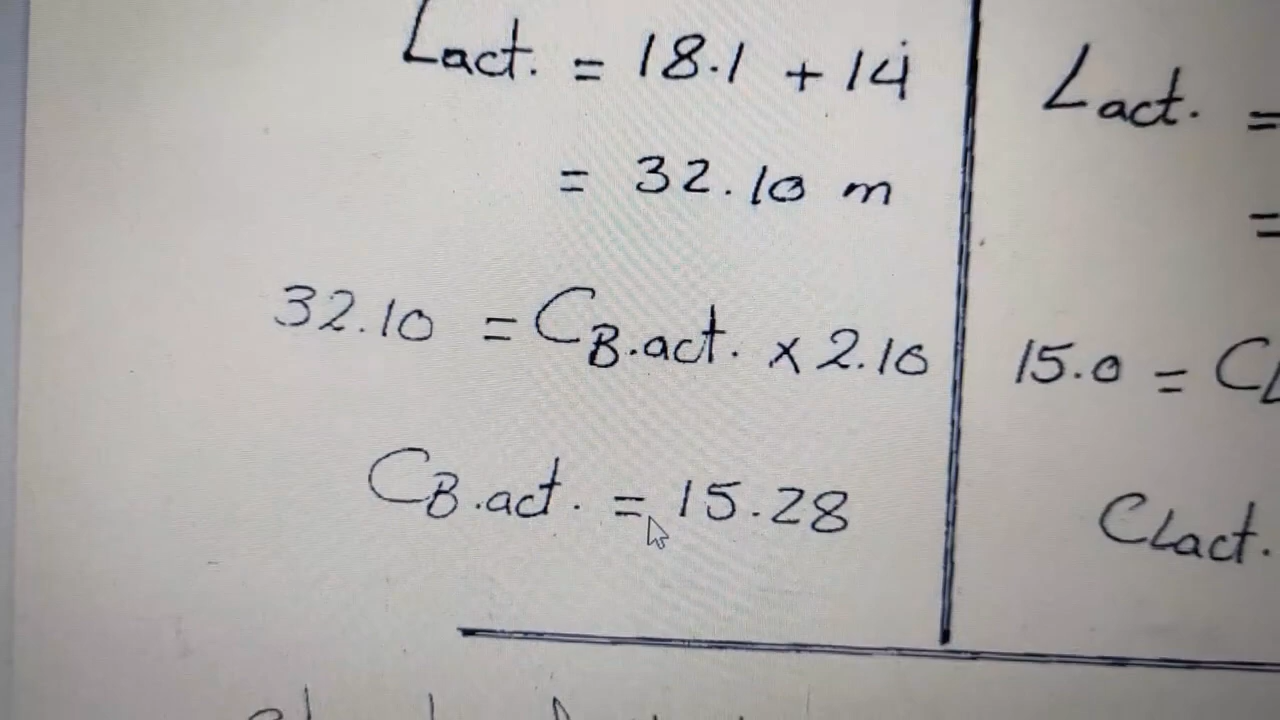 Lact. = 18.1 + 14
= 32.10 m
32.10 = CB.act. x 2.10
CB.act. = 15.28
Lact. =
=
15.0 = C
CLact.